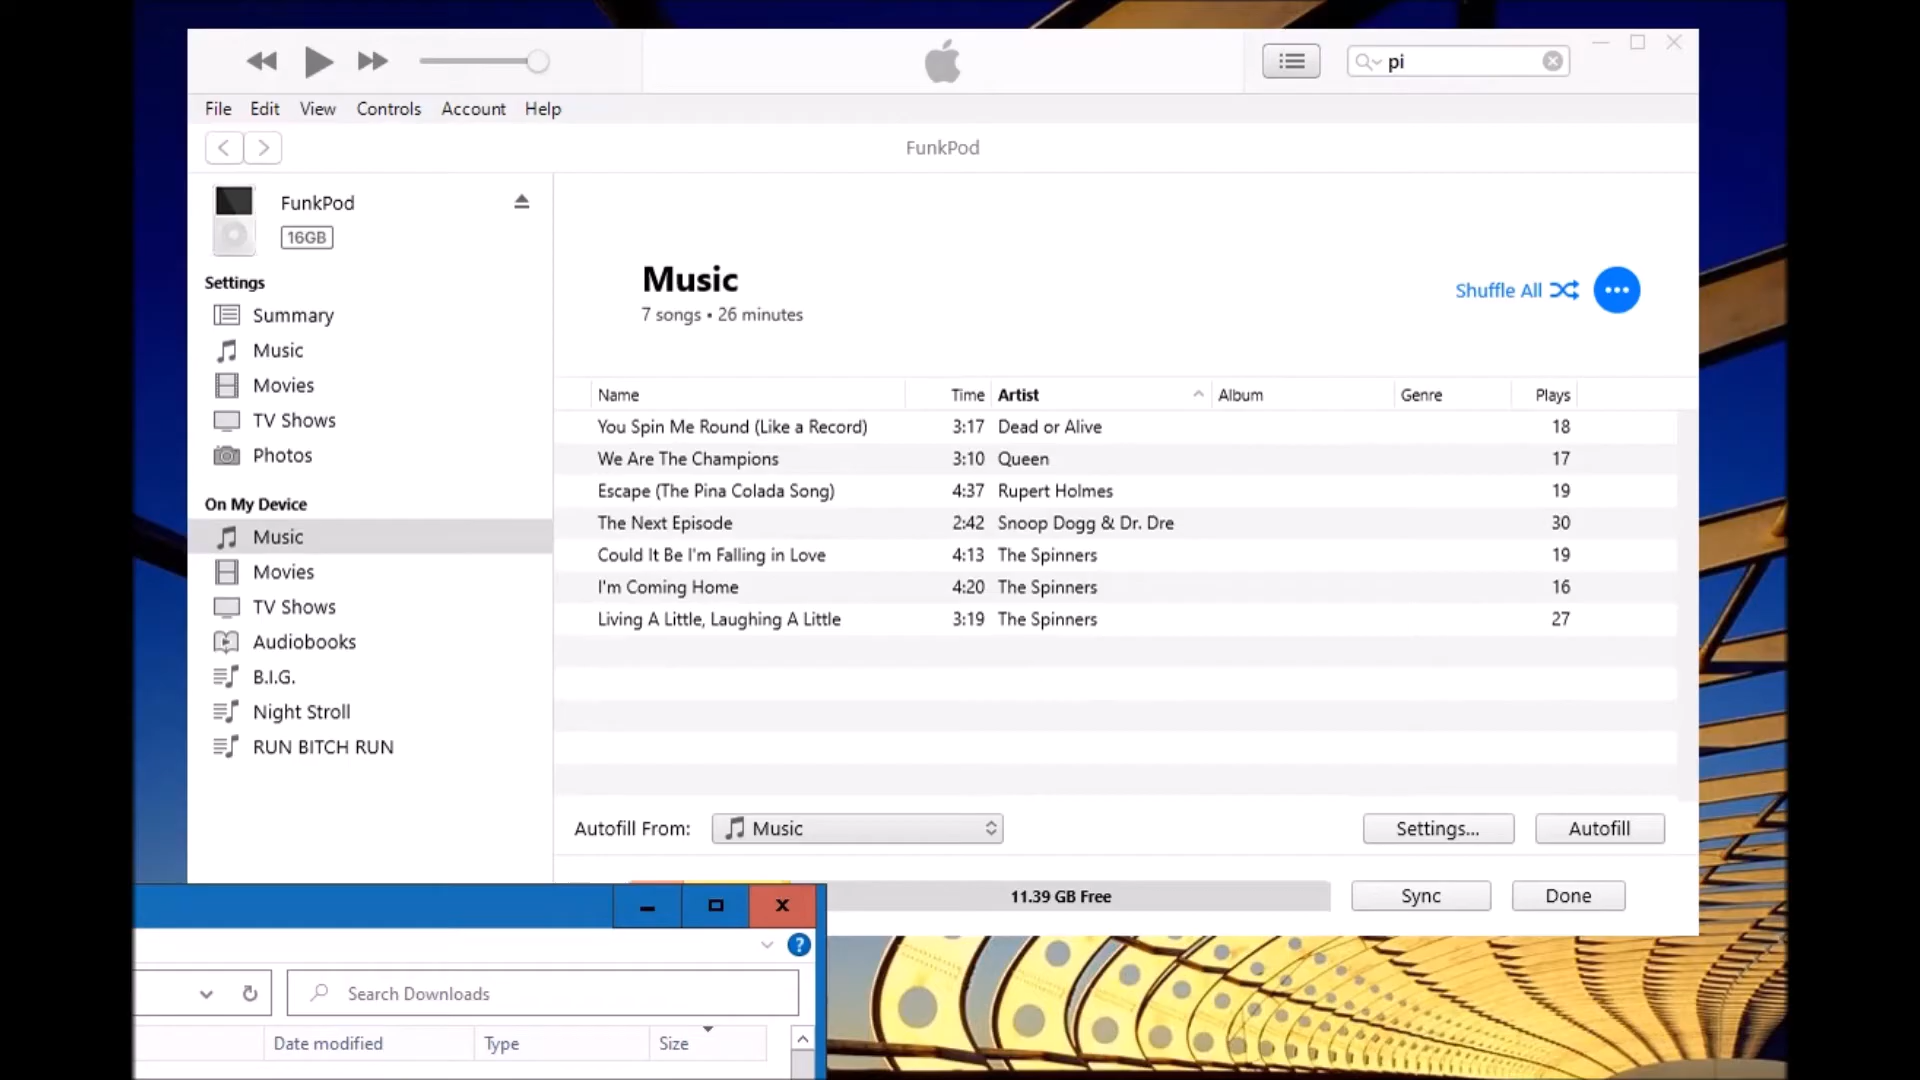 pi
File Edit View Controls Account Help
FunkPod
FunkPod
16GB
Settings
Summary
Music
Movies
TV Shows
Photos
On My Device
Music
Movies
TV Shows
Audiobooks
B.I.G.
Night Stroll
RUN BITCH RUN
Music
7 songs • 26 minutes
Shuffle All
Name Time Artist Album Genre Plays
You Spin Me Round (Like a Record) 3:17 Dead or Alive 18
We Are The Champions 3:10 Queen 17
Escape (The Pina Colada Song) 4:37 Rupert Holmes 19
The Next Episode 2:42 Snoop Dogg & Dr. Dre 30
Could It Be I'm Falling in Love 4:13 The Spinners 19
I'm Coming Home 4:20 The Spinners 16
Living A Little, Laughing A Little 3:19 The Spinners 27
Autofill From: Music Settings... Autofill
11.39 GB Free Sync Done
Search Downloads
Date modified Type Size